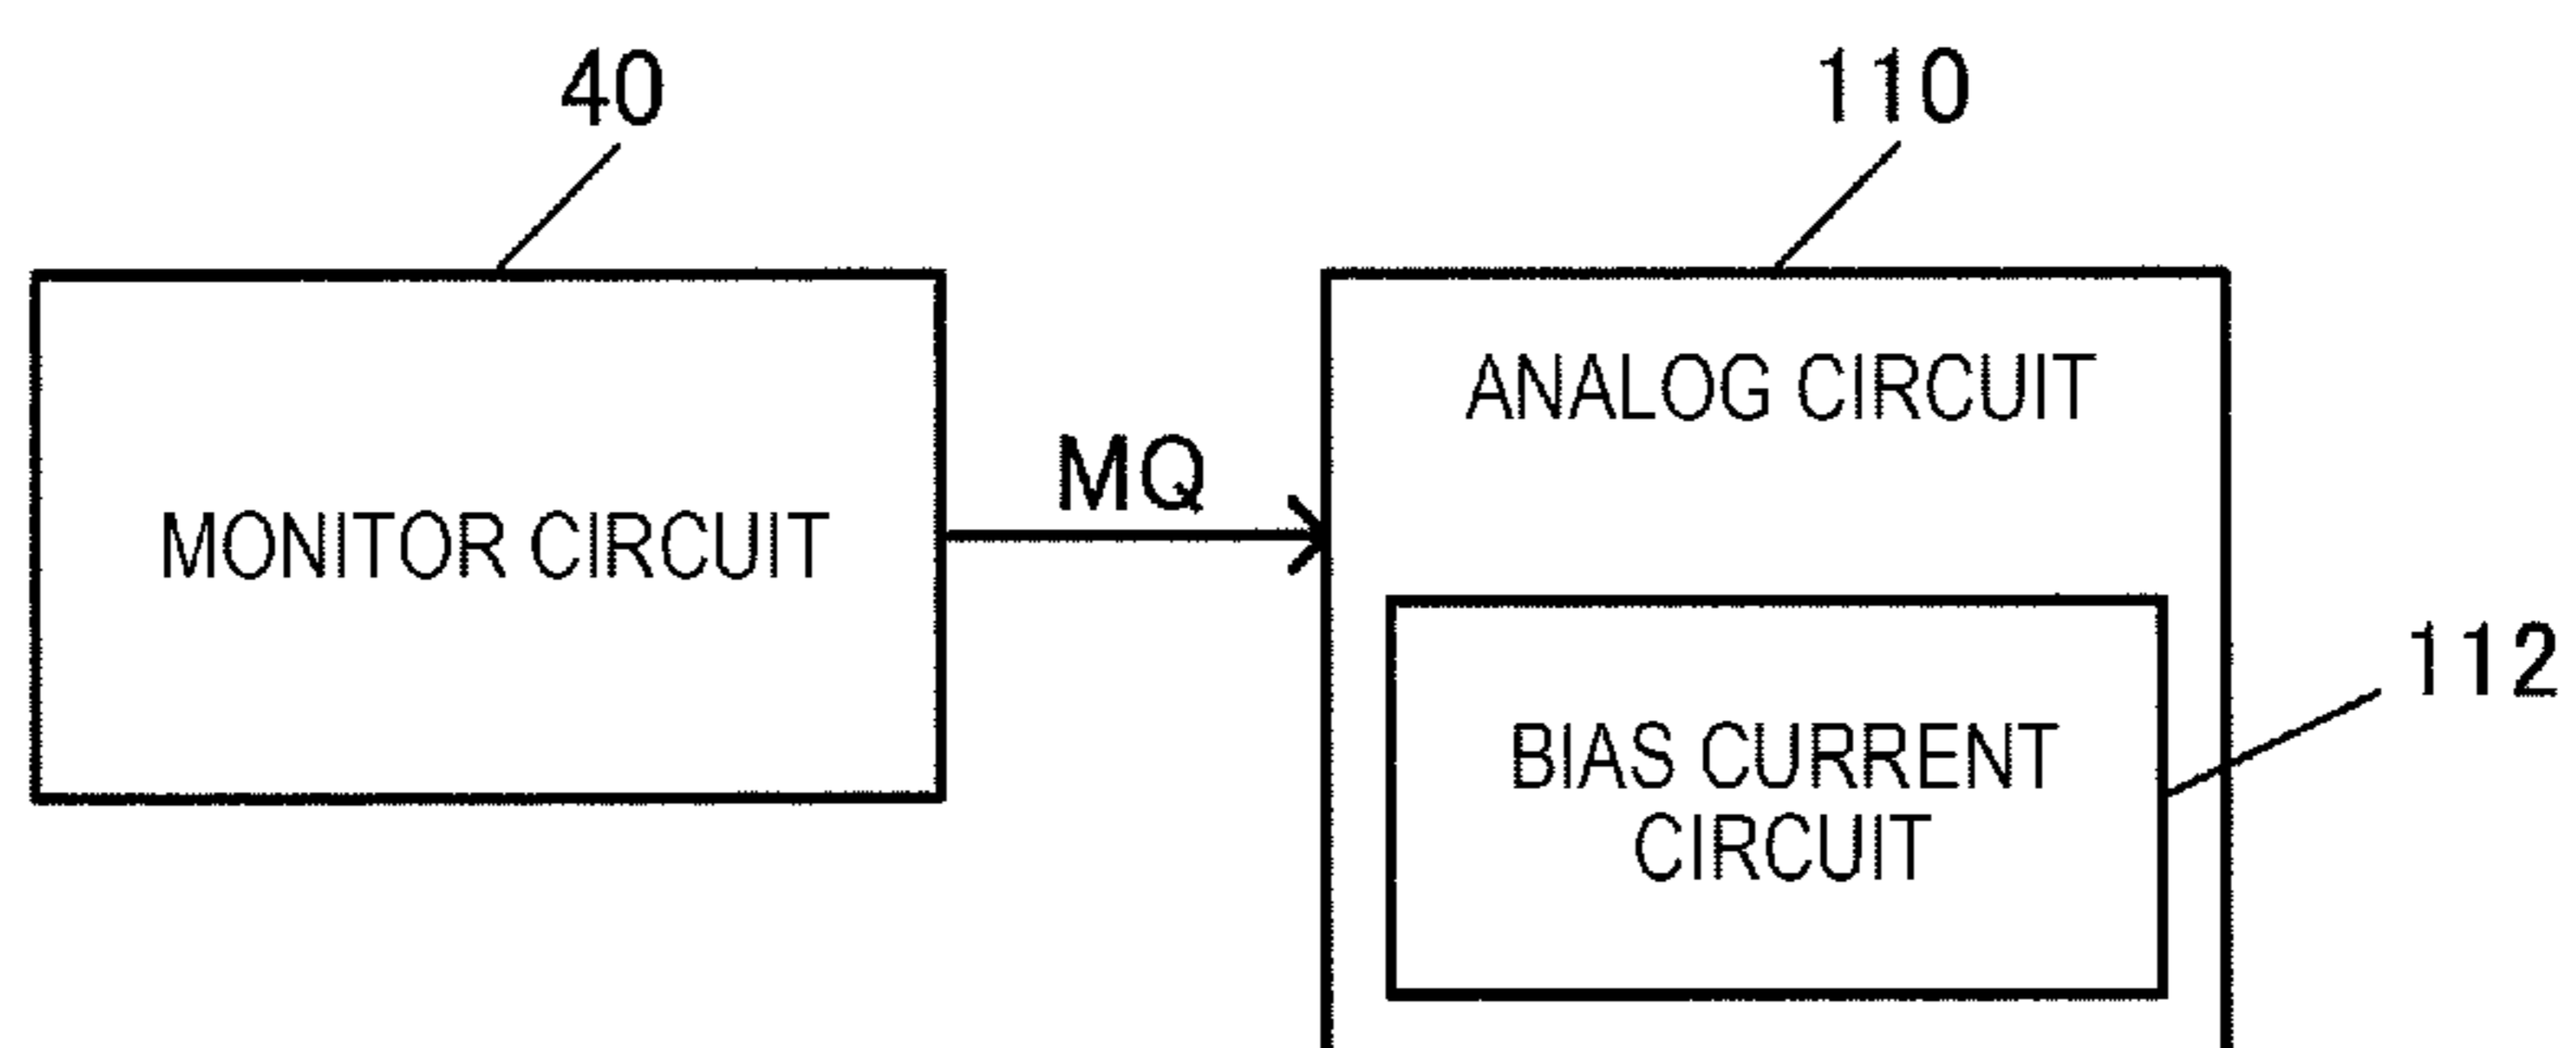 40
110
ANALOG CIRCUIT
MQ
MONITOR CIRCUIT
112
BIAS CURRENT
CIRCUIT